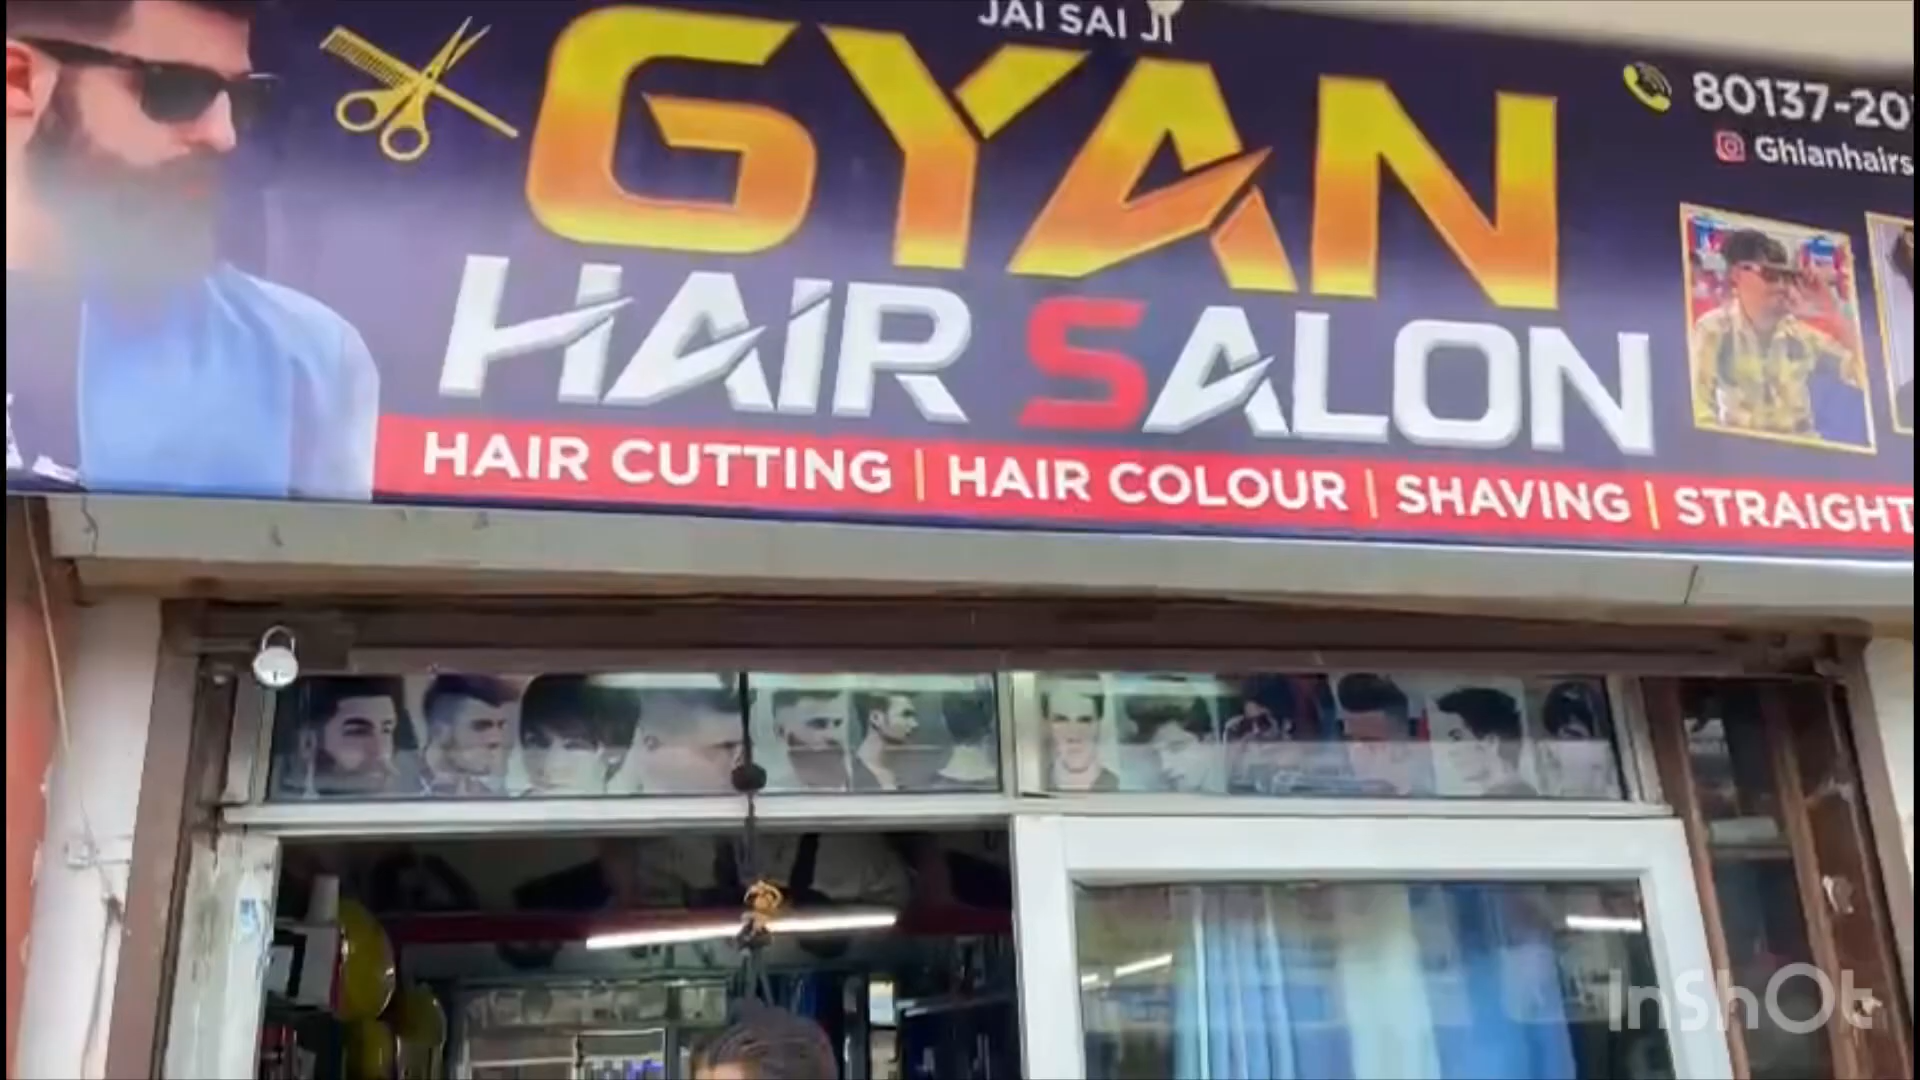 JAI SAI JI
GYAN
HAIR SALON
80137-20
Ghianhairs
HAIR CUTTING | HAIR COLOUR | SHAVING | STRAIGHT
InShOt